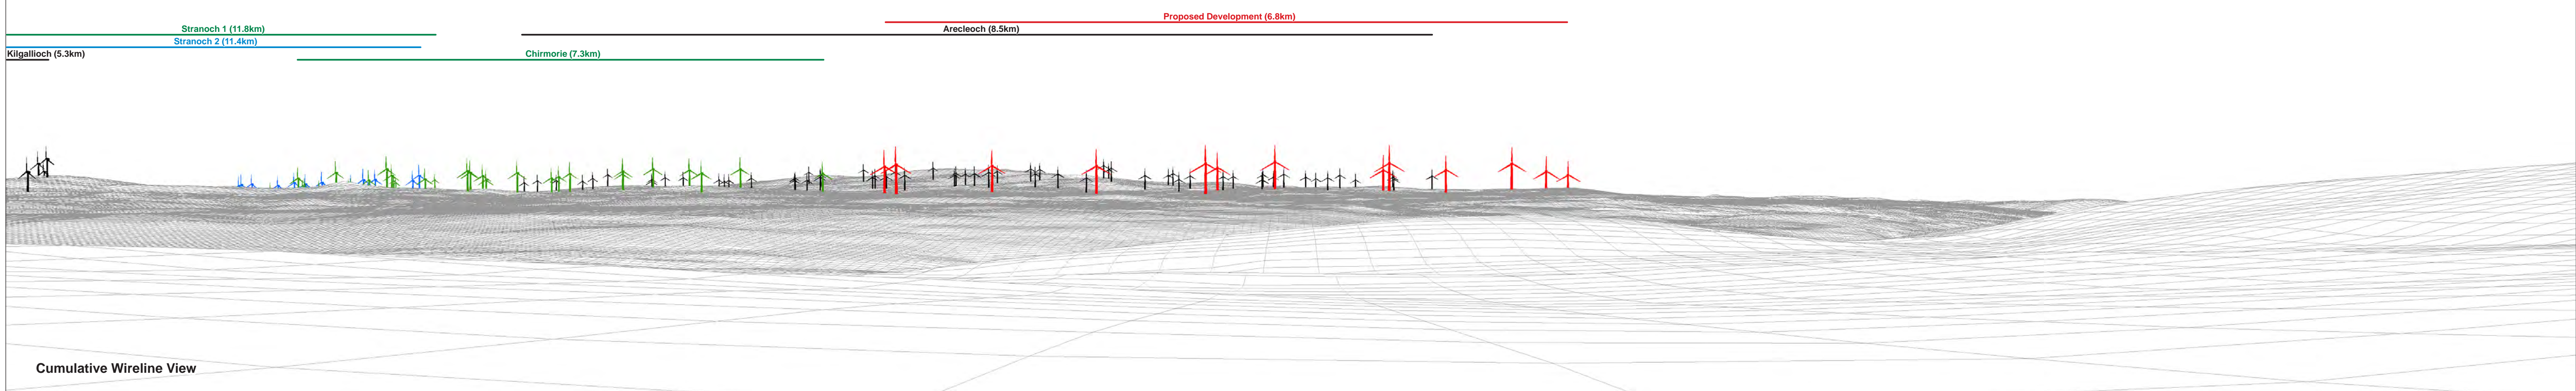 Proposed Development (6.8km)
Stranoch 1 (11.8km)
Arecleoch (8.5km)
Stranoch 2 (11.4km)
Kilgallioch (5.3km)
Chirmorie (7.3km)
Cumulative Wireline View